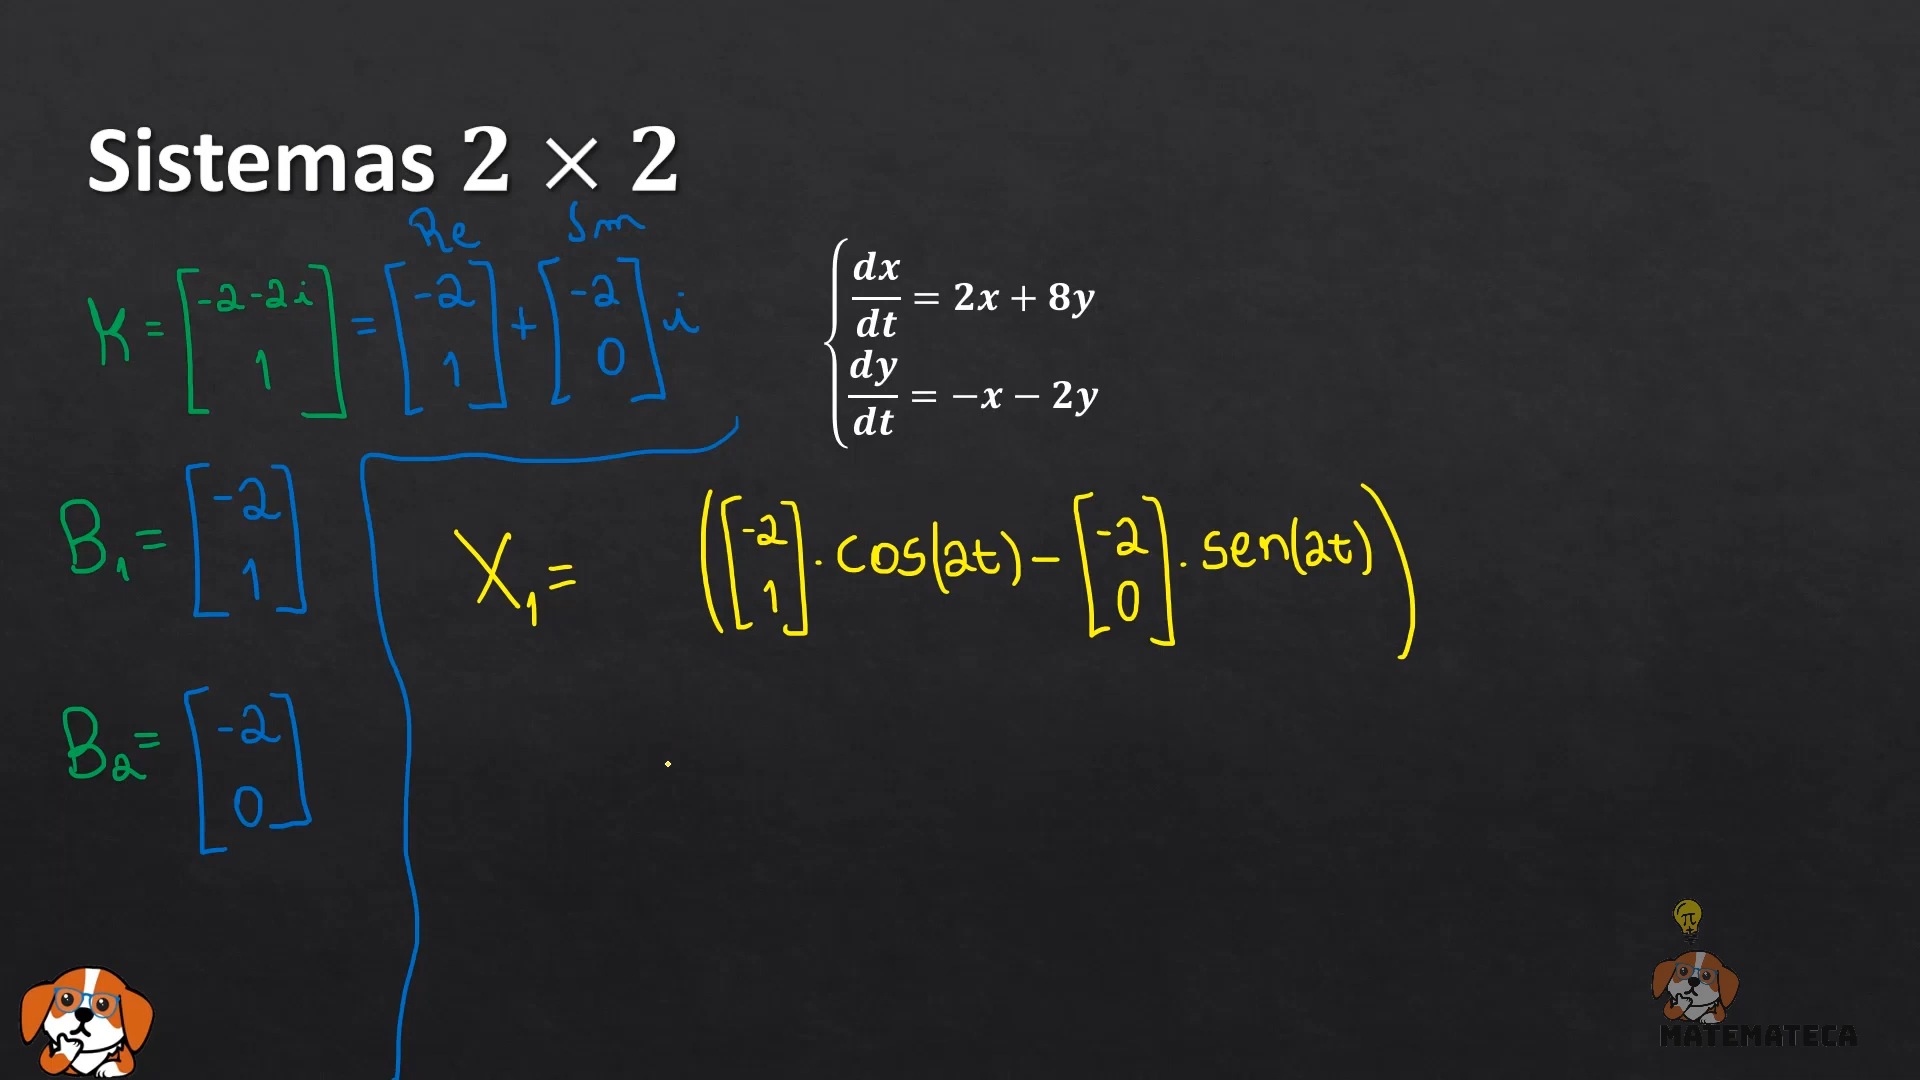 Sistemas 2 × 2
Re Im
K = [-2-2i 1] = [-2 1] + [-2 0] i
dx/dt = 2x + 8y
dy/dt = −x − 2y
B₁ = [-2 1]
X₁ = ([-2 1] · cos(2t) − [-2 0] · sen(2t))
B₂ = [-2 0]
π
MATEMATECA